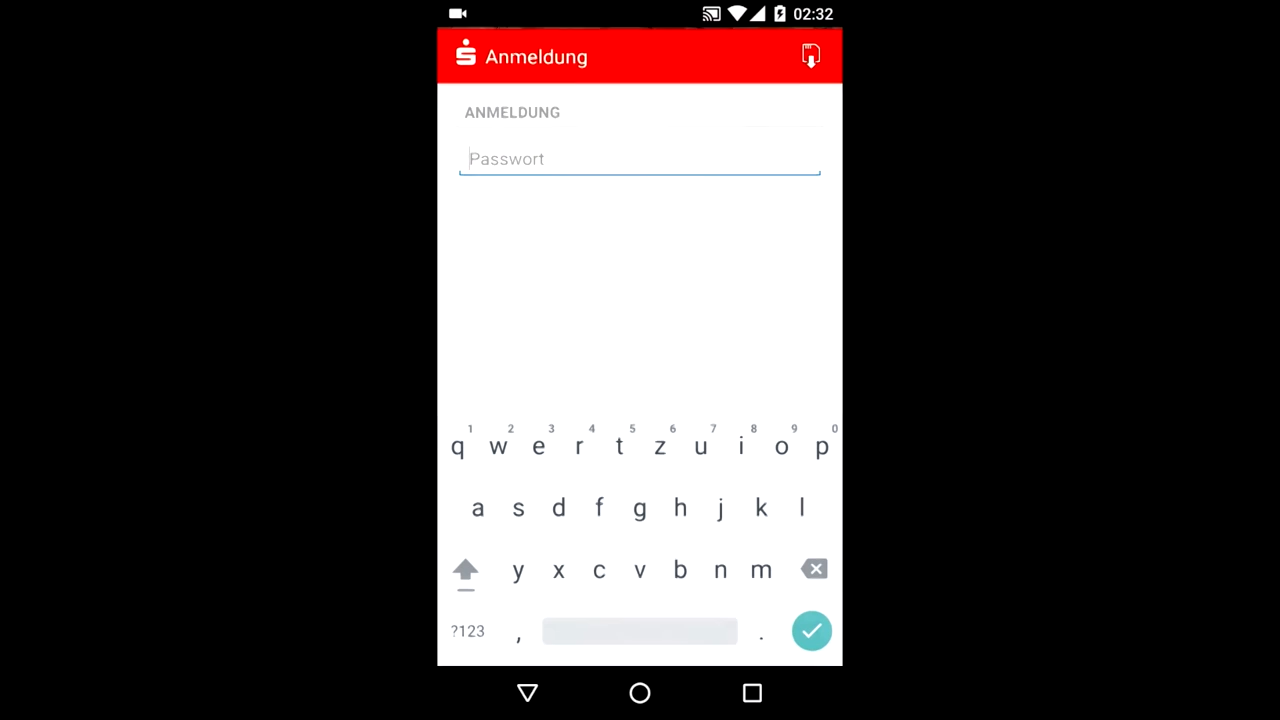 02:32
Anmeldung
ANMELDUNG
Passwort
1 2 3 4 5 6 7 8 9 0
q w e r t z u i o p
a s d f g h j k l
y x c v b n m
?123 , .